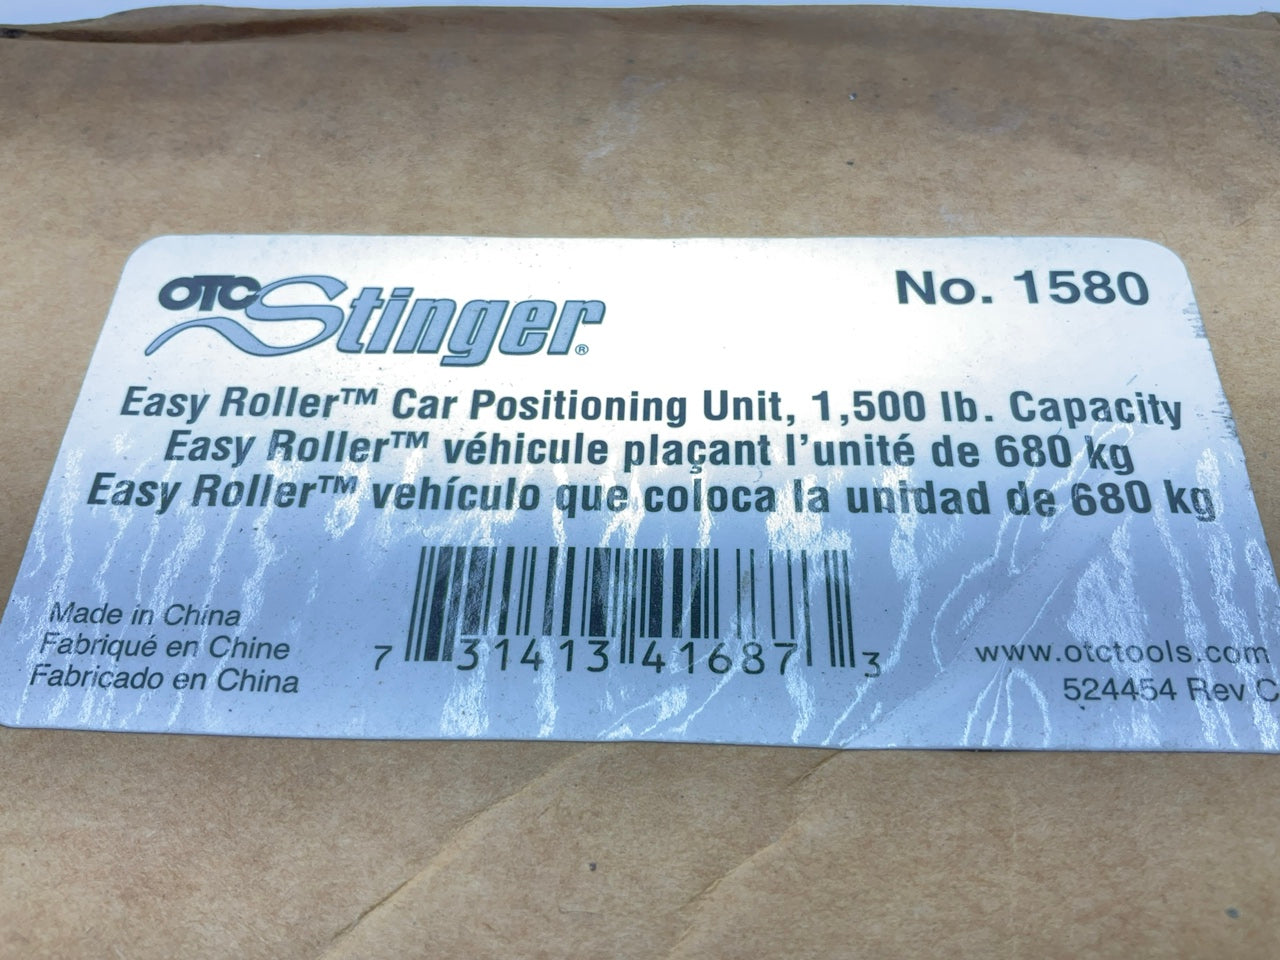 OTC Stinger®
No. 1580
Easy Roller™ Car Positioning Unit, 1,500 lb. Capacity
Easy Roller™ véhicule plaçant l'unité de 680 kg
Easy Roller™ vehículo que coloca la unidad de 680 kg
Made in China
Fabriqué en Chine
Fabricado en China
7 31413 41687 3
www.otctools.com
524454 Rev C